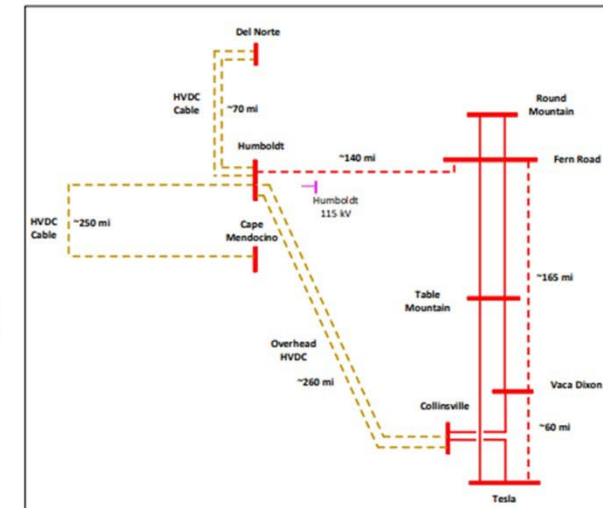 Del Norte
HVDC
Cable
~70 mi
Round
Mountain
Humboldt
~140 mi
Fern Road
Humboldt
115 kV
HVDC
Cable
~250 mi
Cape
Mendocino
~165 mi
Table
Mountain
Overhead
HVDC
~260 mi
Vaca Dixon
Collinsville
~60 mi
Tesla